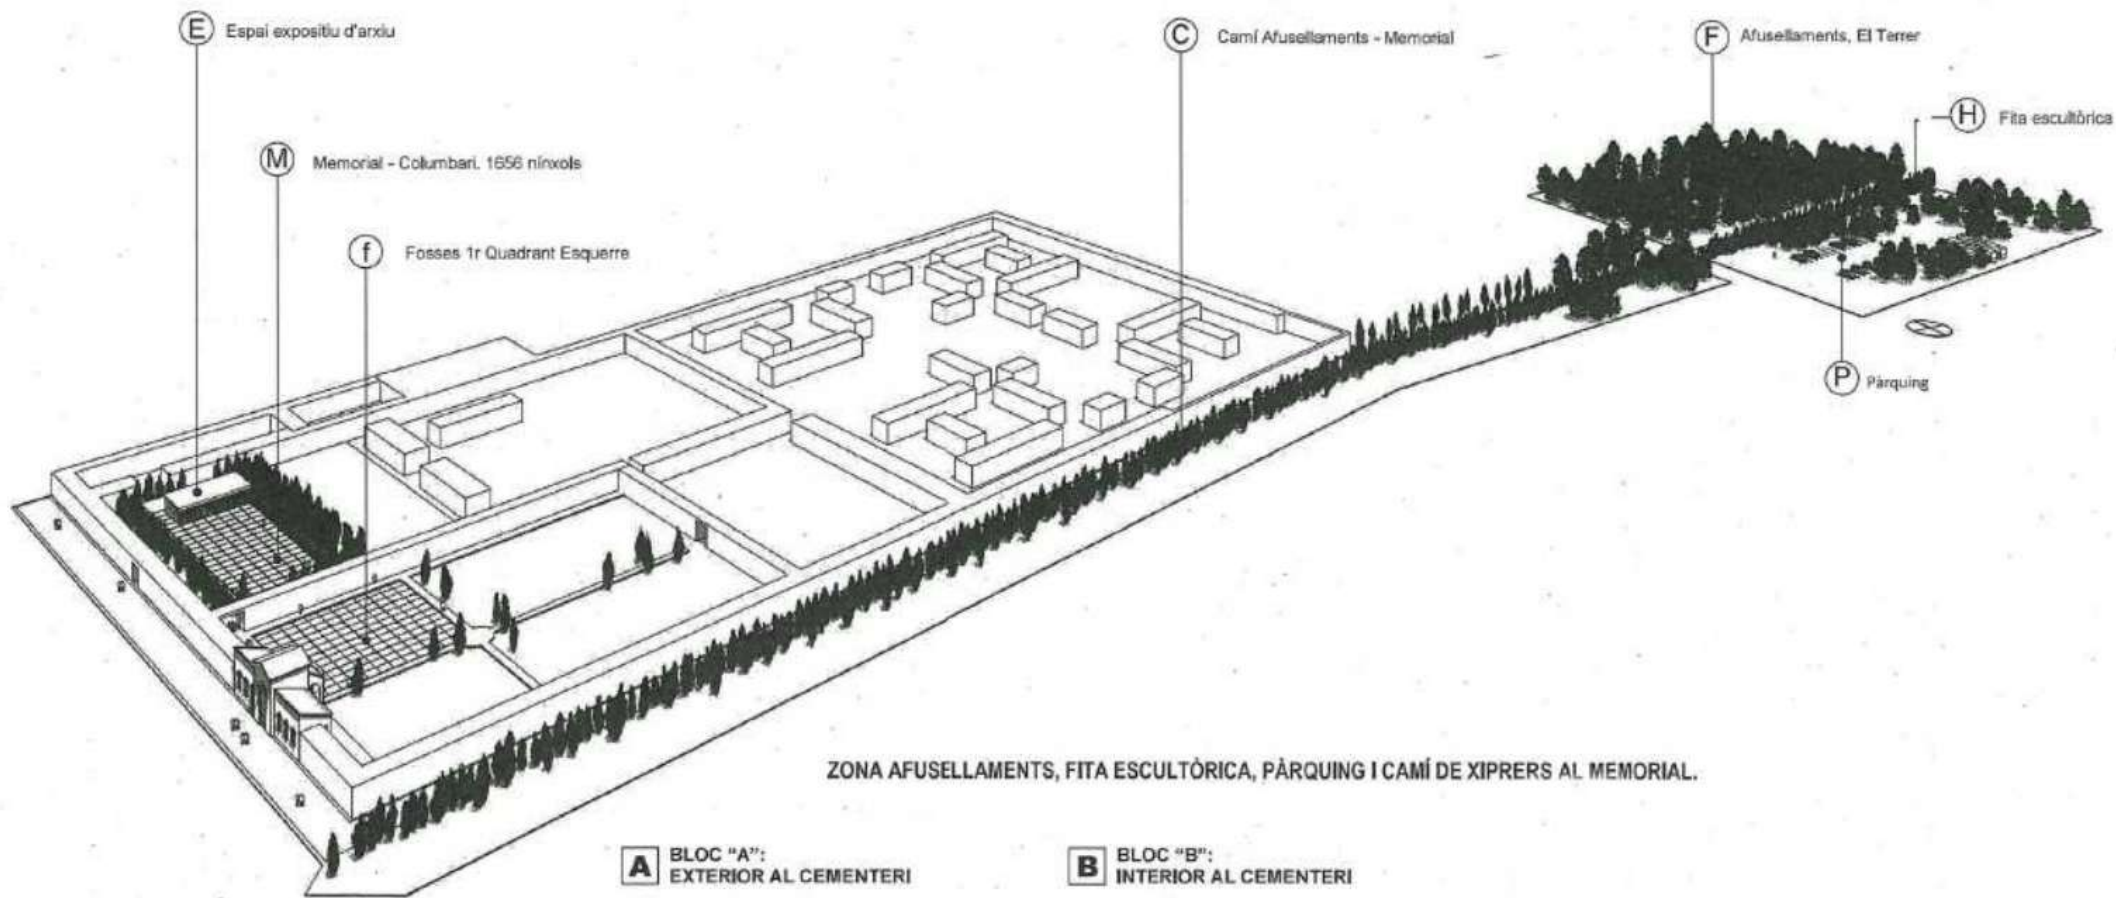 E Espai expositiu d'arxiu
C Camí Afusellaments - Memorial
F Afusellaments, El Terrer
H Fita escultòrica
M Memorial - Columbari. 1656 nínxols
f Fosses 1r Quadrant Esquerre
P Pàrquing
ZONA AFUSELLAMENTS, FITA ESCULTÒRICA, PÀRQUING I CAMÍ DE XIPRERS AL MEMORIAL.
A BLOC "A":
EXTERIOR AL CEMENTERI
B BLOC "B":
INTERIOR AL CEMENTERI